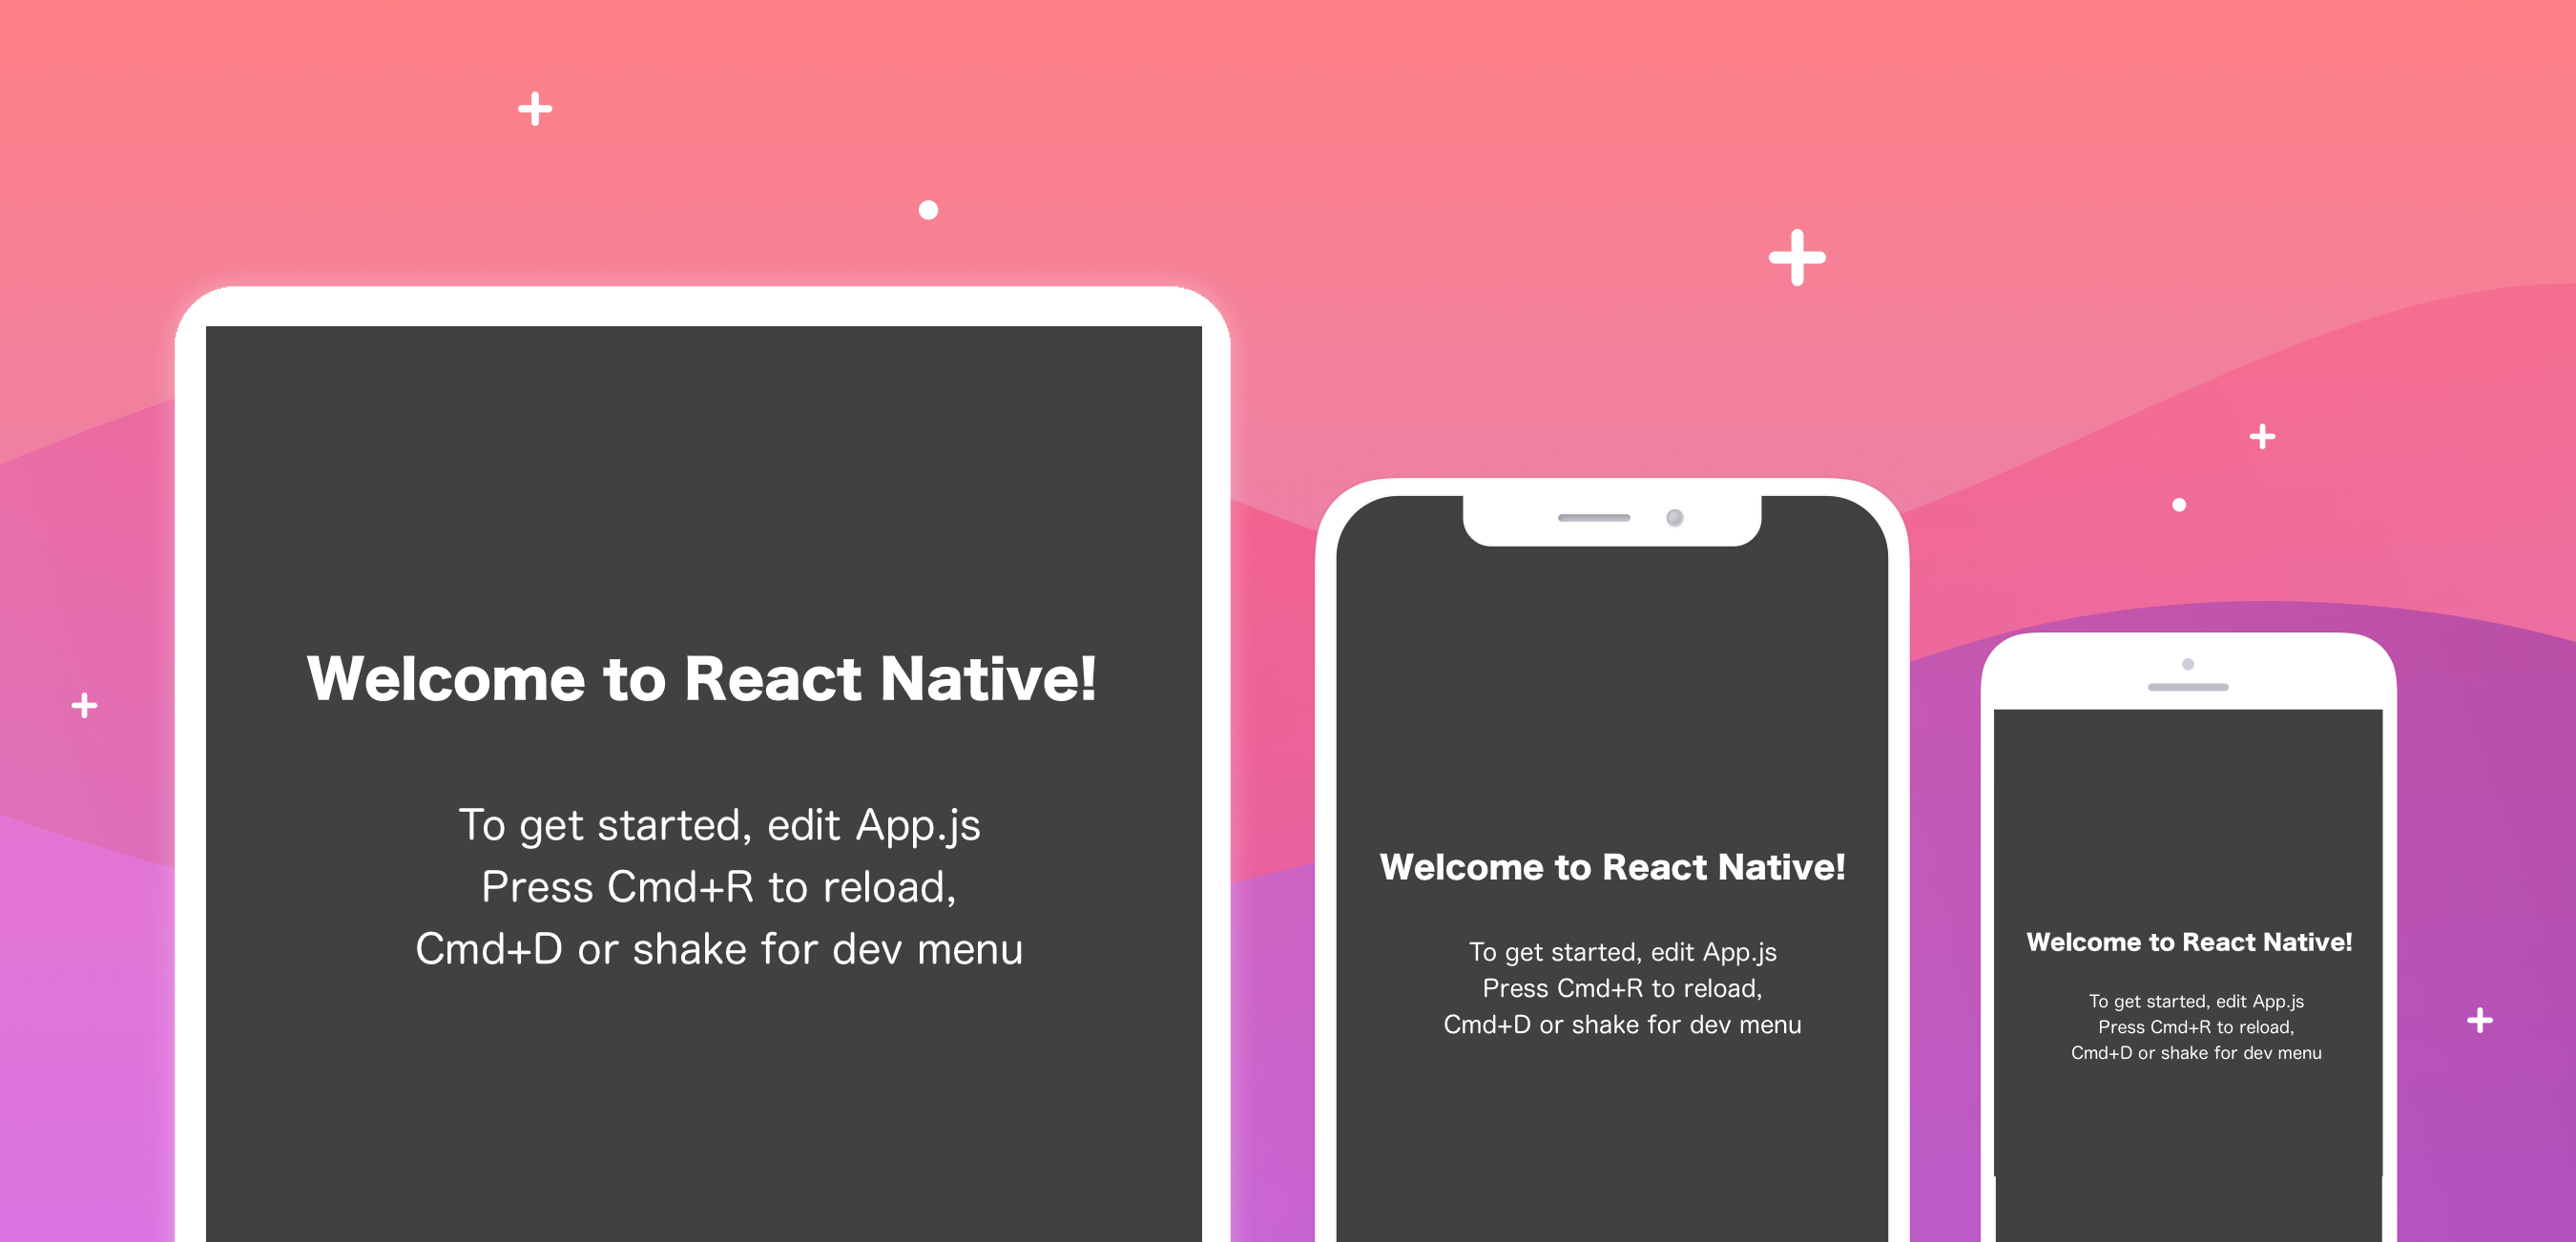 Welcome to React Native!
To get started, edit App.js
Press Cmd+R to reload,
Cmd+D or shake for dev menu
Welcome to React Native!
To get started, edit App.js
Press Cmd+R to reload,
Cmd+D or shake for dev menu
Welcome to React Native!
To get started, edit App.js
Press Cmd+R to reload,
Cmd+D or shake for dev menu